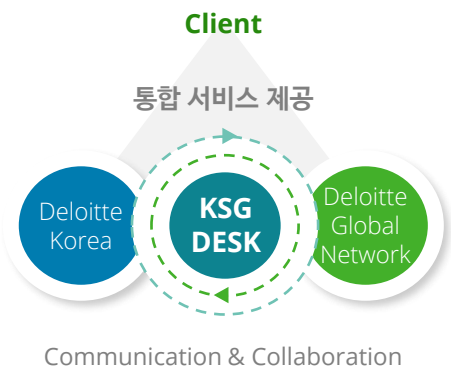 Client
통합 서비스 제공
Deloitte
Korea
KSG
DESK
Deloitte
Global
Network
Communication & Collaboration